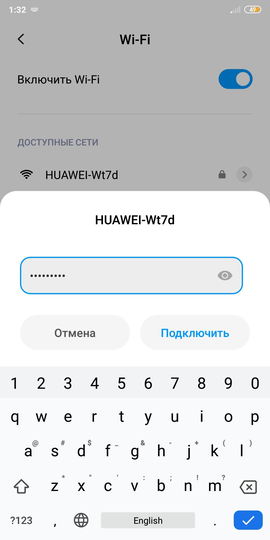 1:32
49
Wi-Fi
Включить Wi-Fi
ДОСТУПНЫЕ СЕТИ
HUAWEI-Wt7d
HUAWEI-Wt7d
•••••••••
Отмена
Подключить
1 2 3 4 5 6 7 8 9 0
q w e r t y u i o p
@ # $ _ & - + ( )
a s d f g h j k l
* " ' : ; ! ?
z x c v b n m
?123 , English .